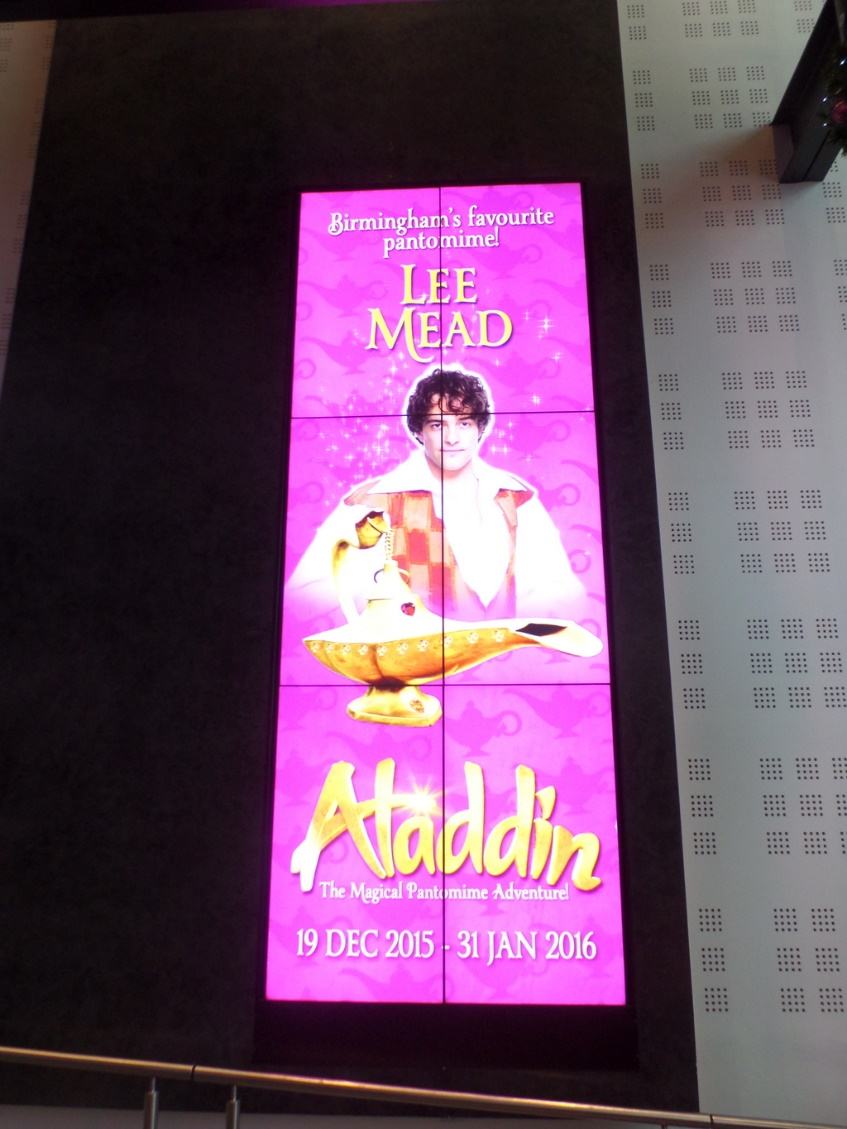 Birmingham's favourite
pantomime!
LEE
MEAD
Aladdin
The Magical Pantomime Adventure!
19 DEC 2015 - 31 JAN 2016